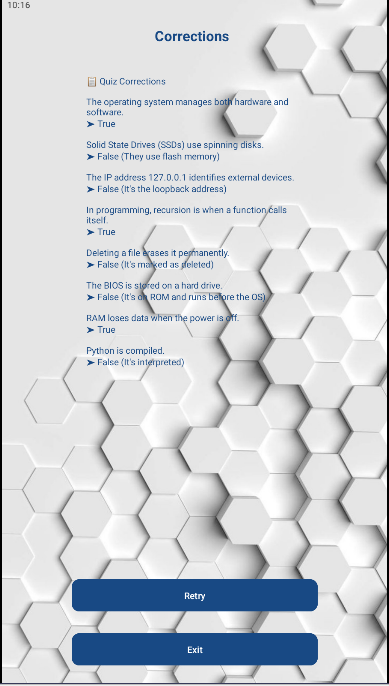 10:16
Corrections
📋 Quiz Corrections
The operating system manages both hardware and
software.
➤ True
Solid State Drives (SSDs) use spinning disks.
➤ False (They use flash memory)
The IP address 127.0.0.1 identifies external devices.
➤ False (It's the loopback address)
In programming, recursion is when a function calls
itself.
➤ True
Deleting a file erases it permanently.
➤ False (It's marked as deleted)
The BIOS is stored on a hard drive.
➤ False (It's on ROM and runs before the OS)
RAM loses data when the power is off.
➤ True
Python is compiled.
➤ False (It's interpreted)
Retry
Exit